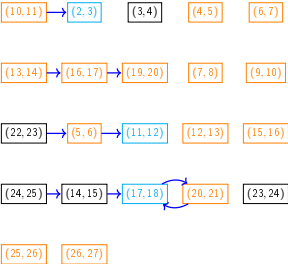 (10, 11) (2, 3) (3, 4) (4, 5) (6, 7)
(13, 14) (16, 17) (19, 20) (7, 8) (9, 10)
(22, 23) (5, 6) (11, 12) (12, 13) (15, 16)
(24, 25) (14, 15) (17, 18) (20, 21) (23, 24)
(25, 26) (26, 27)